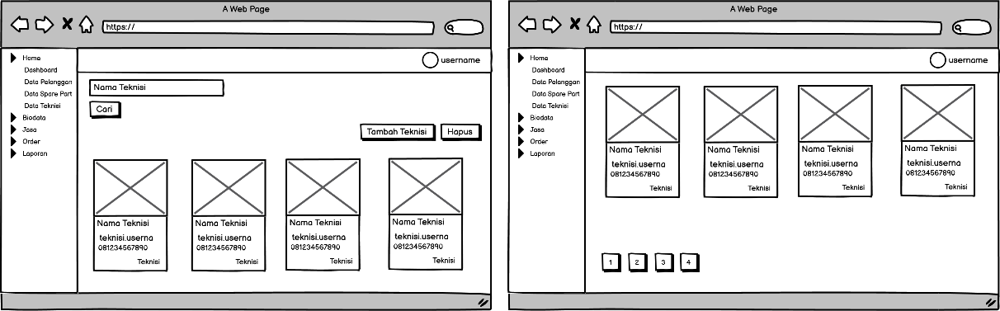 A Web Page
https://
username
Home
Dashboard
Data Pelanggan
Data Spare Part
Data Teknisi
Biodata
Jasa
Order
Laporan
Nama Teknisi
Cari
Tambah Teknisi
Hapus
Nama Teknisi
teknisi.userna
081234567890
Teknisi
Nama Teknisi
teknisi.userna
081234567890
Teknisi
Nama Teknisi
teknisi.userna
081234567890
Teknisi
Nama Teknisi
teknisi.userna
081234567890
Teknisi
A Web Page
https://
username
Home
Dashboard
Data Pelanggan
Data Spare Part
Data Teknisi
Biodata
Jasa
Order
Laporan
Nama Teknisi
teknisi.userna
081234567890
Teknisi
Nama Teknisi
teknisi.userna
081234567890
Teknisi
Nama Teknisi
teknisi.userna
081234567890
Teknisi
Nama Teknisi
teknisi.userna
081234567890
Teknisi
1 2 3 4